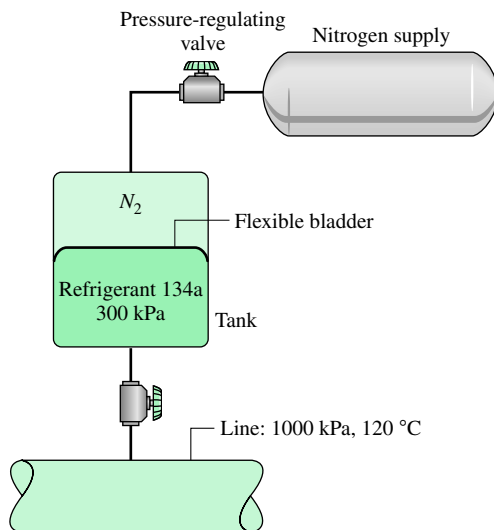 Pressure-regulating
valve
Nitrogen supply
N₂
Flexible bladder
Refrigerant 134a
300 kPa
Tank
Line: 1000 kPa, 120 °C